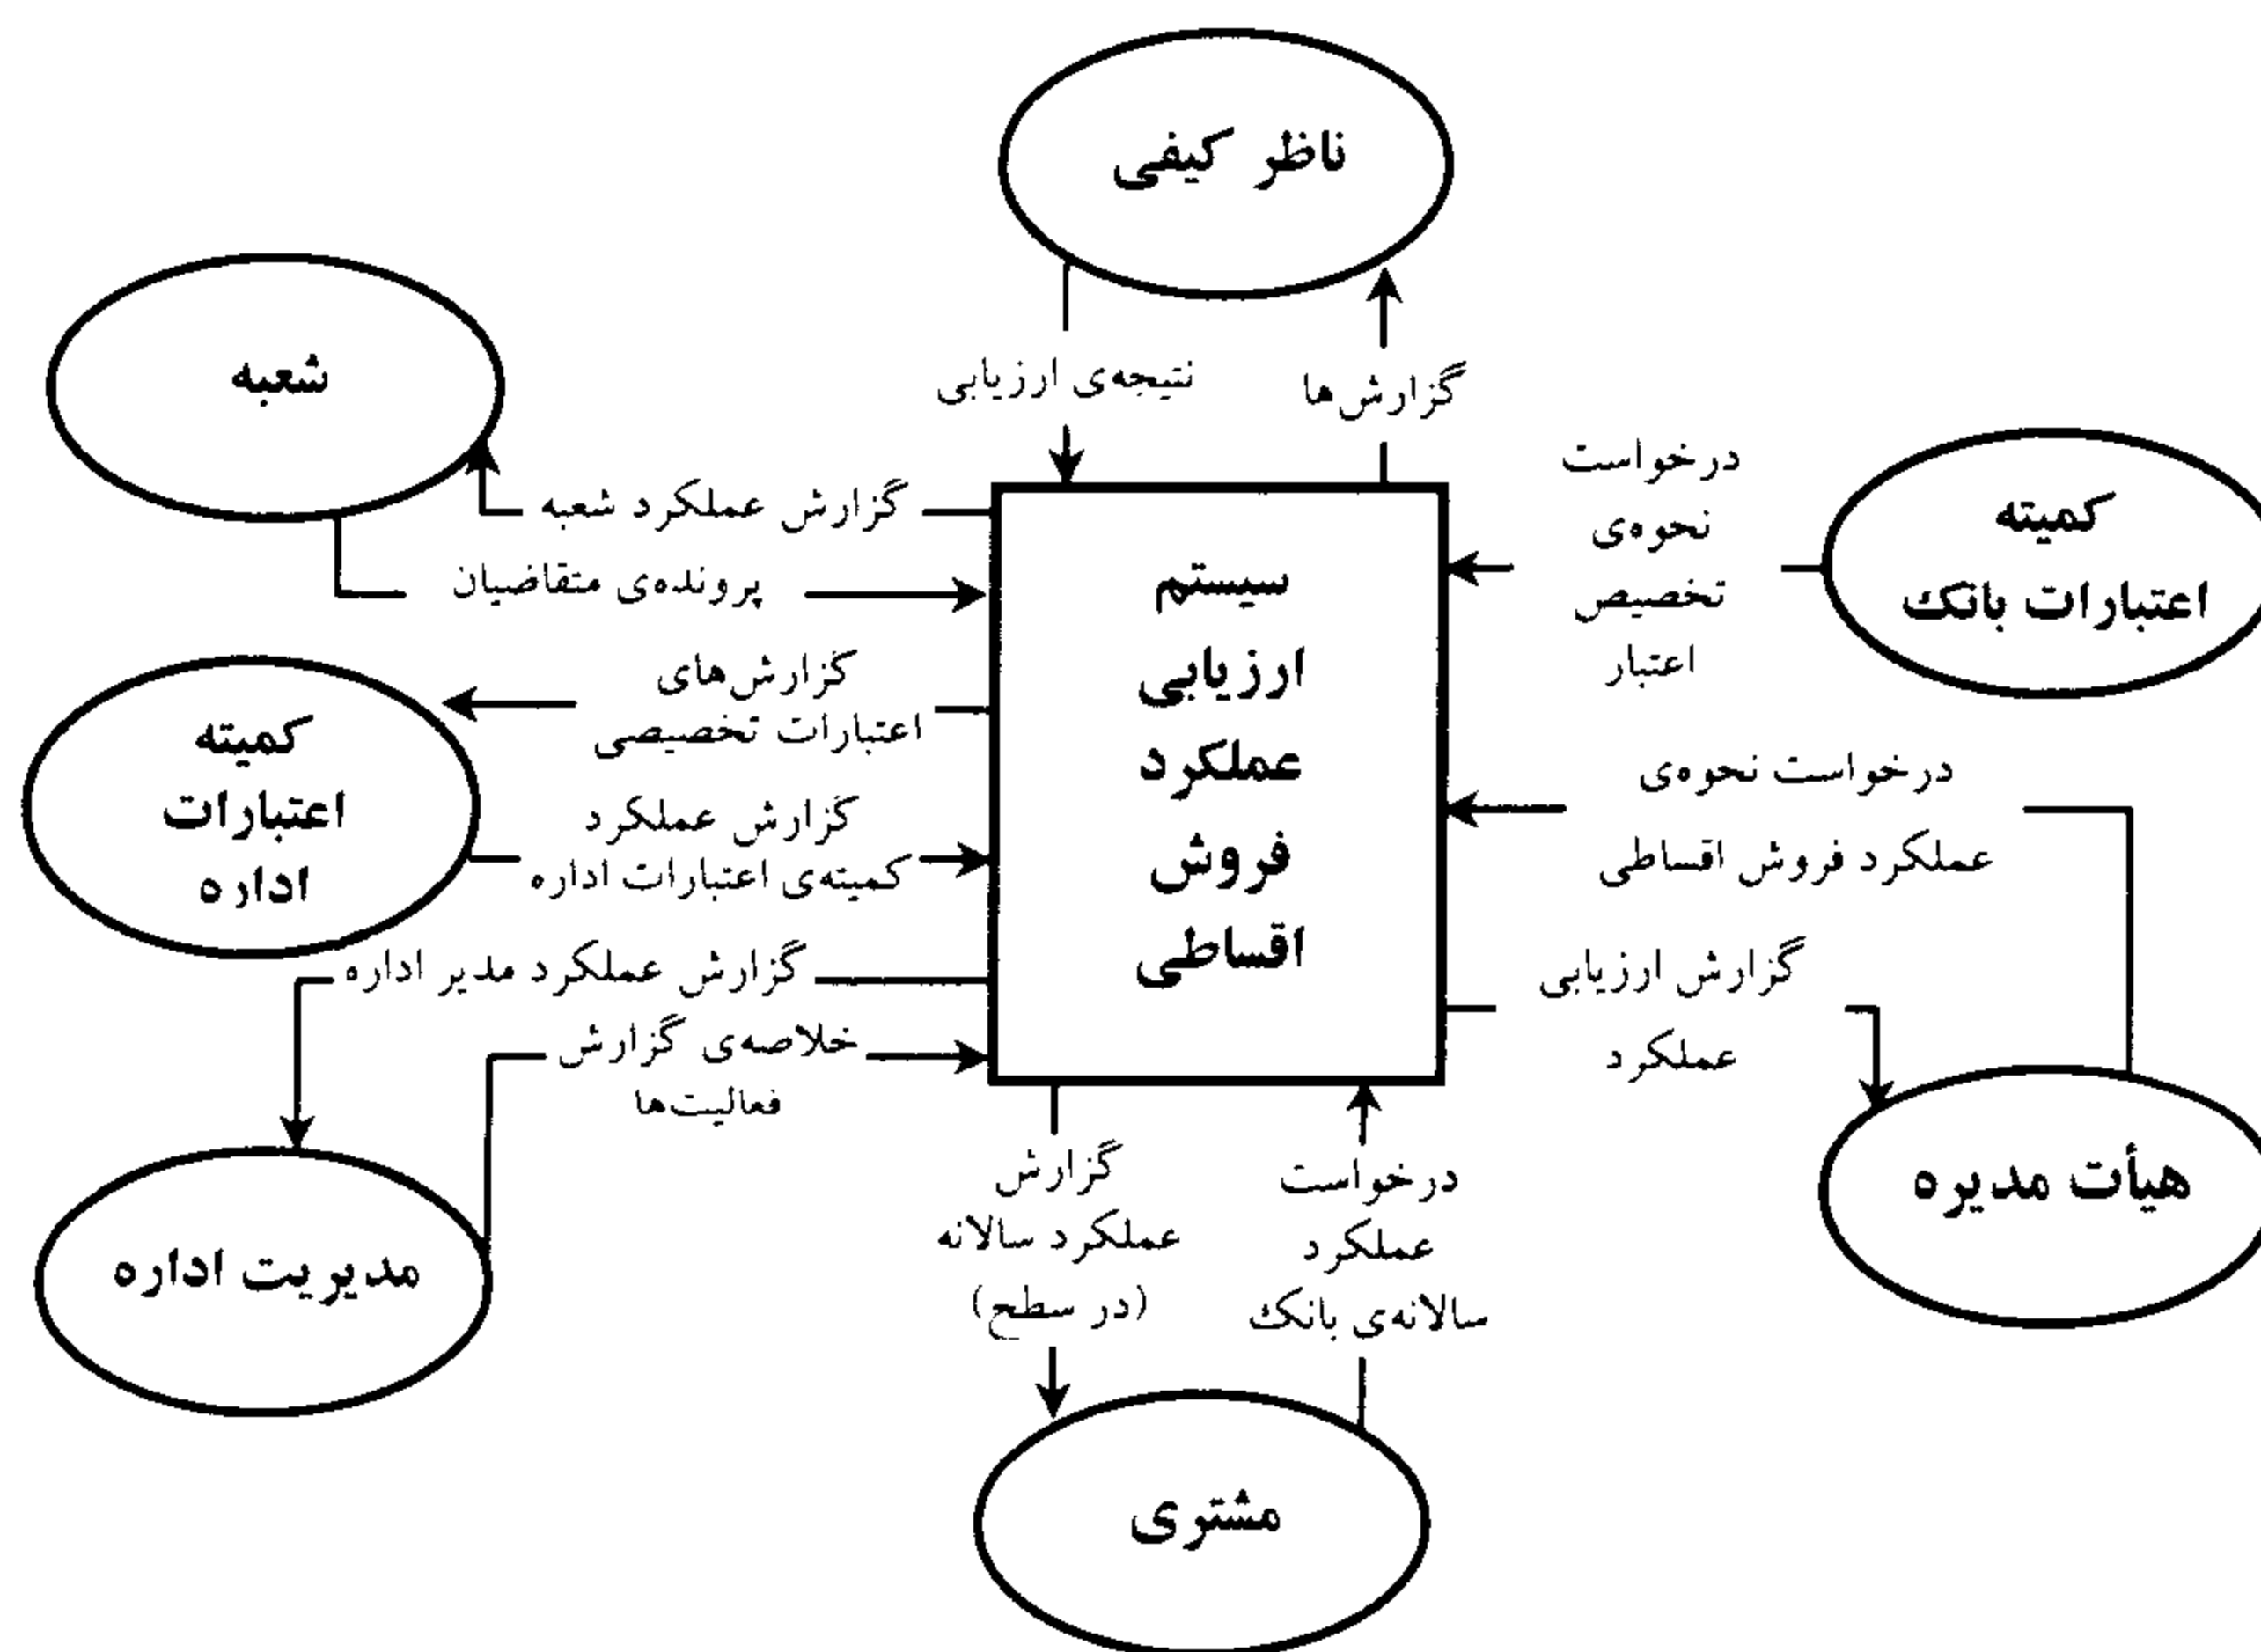 ناظر کیفی
نتیجه‌ی ارزیابی
گزارش‌ها
شعبه
گزارش عملکرد شعبه
پرونده‌ی متقاضیان
درخواست
نحوه‌ی
تخصیص
اعتبار
کمیته
اعتبارات بانک
سیستم
ارزیابی
عملکرد
فروش
اقساطی
گزارش‌های
اعتبارات تخصیصی
کمیته
اعتبارات
اداره
گزارش عملکرد
کمیته‌ی اعتبارات اداره
درخواست نحوه‌ی
عملکرد فروش اقساطی
گزارش عملکرد مدیر اداره
خلاصه‌ی گزارش
فعالیت‌ها
گزارش ارزیابی
عملکرد
هیأت مدیره
مدیریت اداره
گزارش
عملکرد سالانه
(در سطح)
درخواست
عملکرد
سالانه‌ی بانک
مشتری